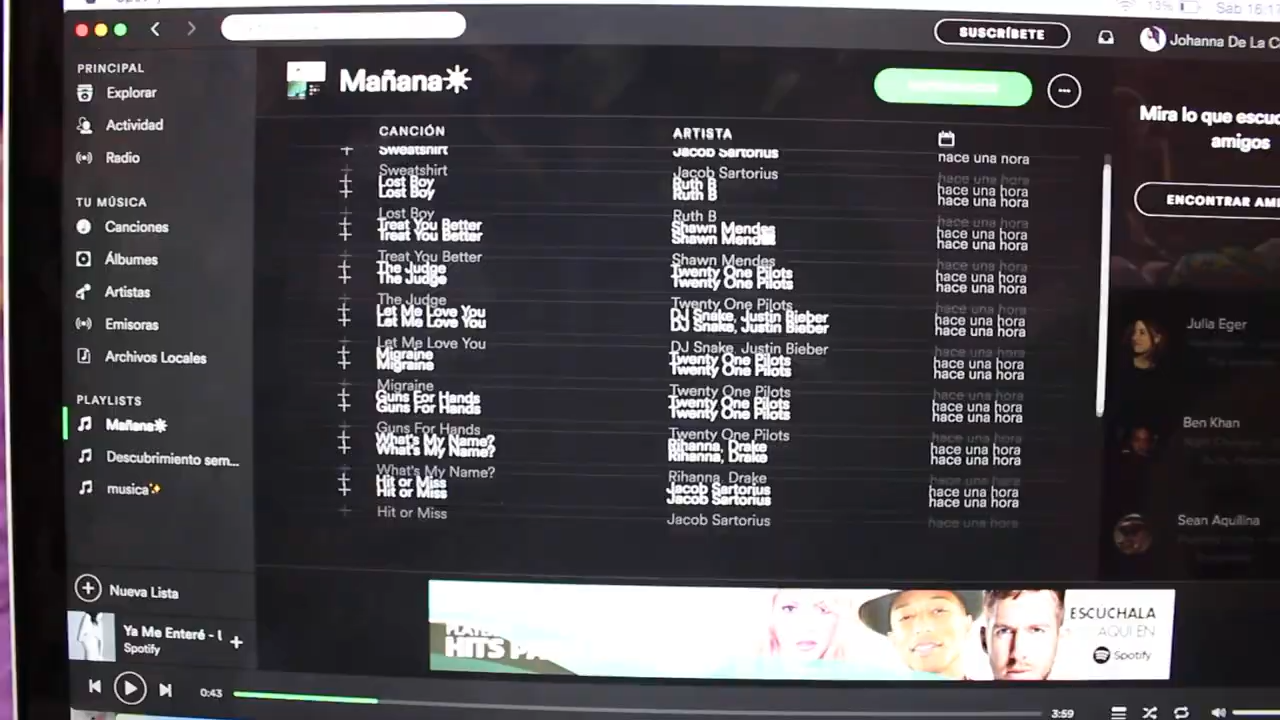 13% Sáb 16:1
SUSCRÍBETE
Johanna De La C
PRINCIPAL
Explorar
Actividad
Radio
TU MÚSICA
Canciones
Álbumes
Artistas
Emisoras
Archivos Locales
PLAYLISTS
Mañana☀
Descubrimiento sem...
musica✨
Nueva Lista
Ya Me Enteré -
Spotify
Mañana☀
CANCIÓN ARTISTA
Sweatshirt Jacob Sartorius hace una hora
Lost Boy Ruth B hace una hora
Treat You Better Shawn Mendes hace una hora
The Judge Twenty One Pilots hace una hora
Let Me Love You DJ Snake, Justin Bieber hace una hora
Migraine Twenty One Pilots hace una hora
Guns For Hands Twenty One Pilots hace una hora
What's My Name? Rihanna, Drake hace una hora
Hit or Miss Jacob Sartorius hace una hora
Mira lo que escuc
amigos
ENCONTRAR AMI
Julia Eger
Ben Khan
Sean Aquilina
HITS
ESCUCHALA
AQUI EN
Spotify
0:43
3:59